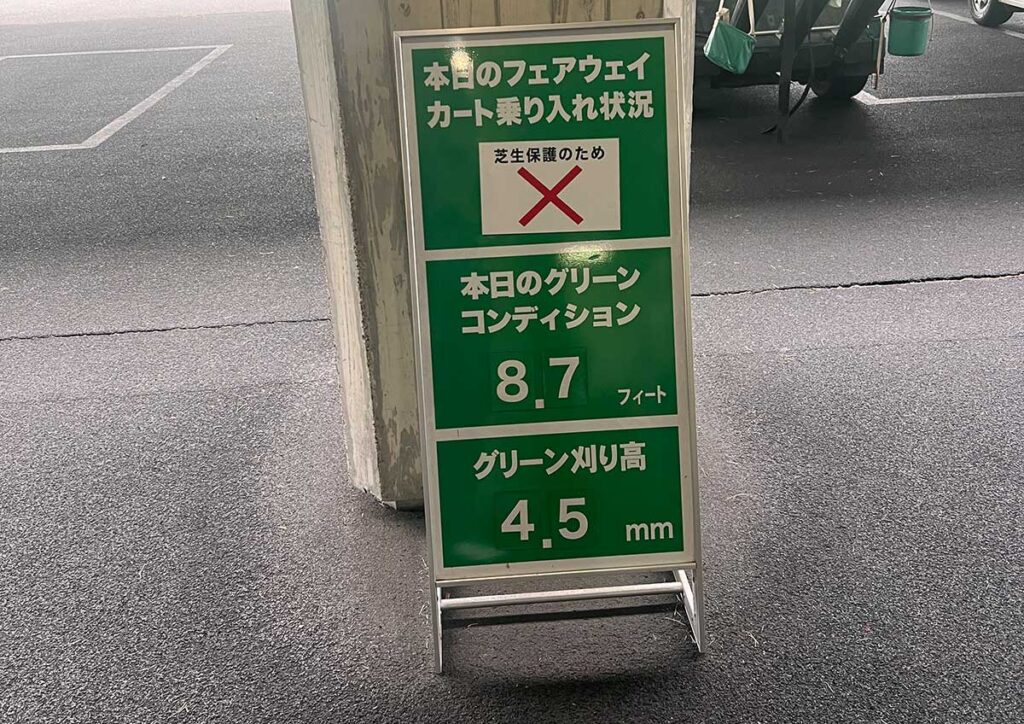 本日のフェアウェイ
カート乗り入れ状況
芝生保護のため
×
本日のグリーン
コンディション
8.7 フィート
グリーン刈り高
4.5 mm